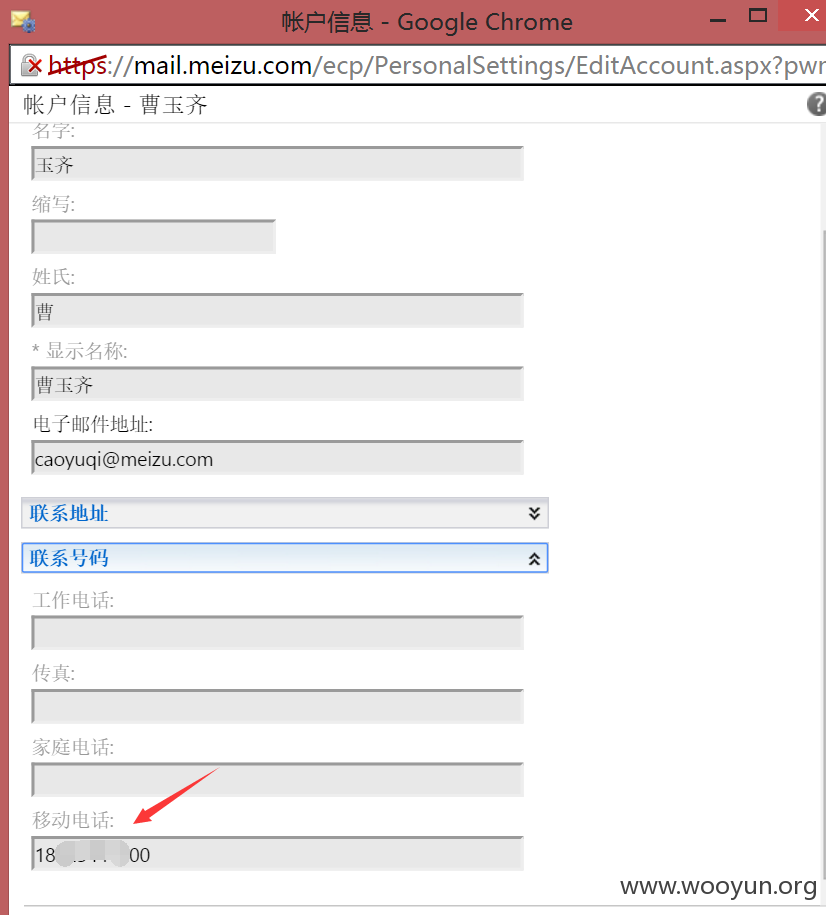 帐户信息 - Google Chrome
https://mail.meizu.com/ecp/PersonalSettings/EditAccount.aspx?pwr
帐户信息 - 曹玉齐
名字:
玉齐
缩写:
姓氏:
曹
* 显示名称:
曹玉齐
电子邮件地址:
caoyuqi@meizu.com
联系地址
联系号码
工作电话:
传真:
家庭电话:
移动电话:
18 00
www.wooyun.org